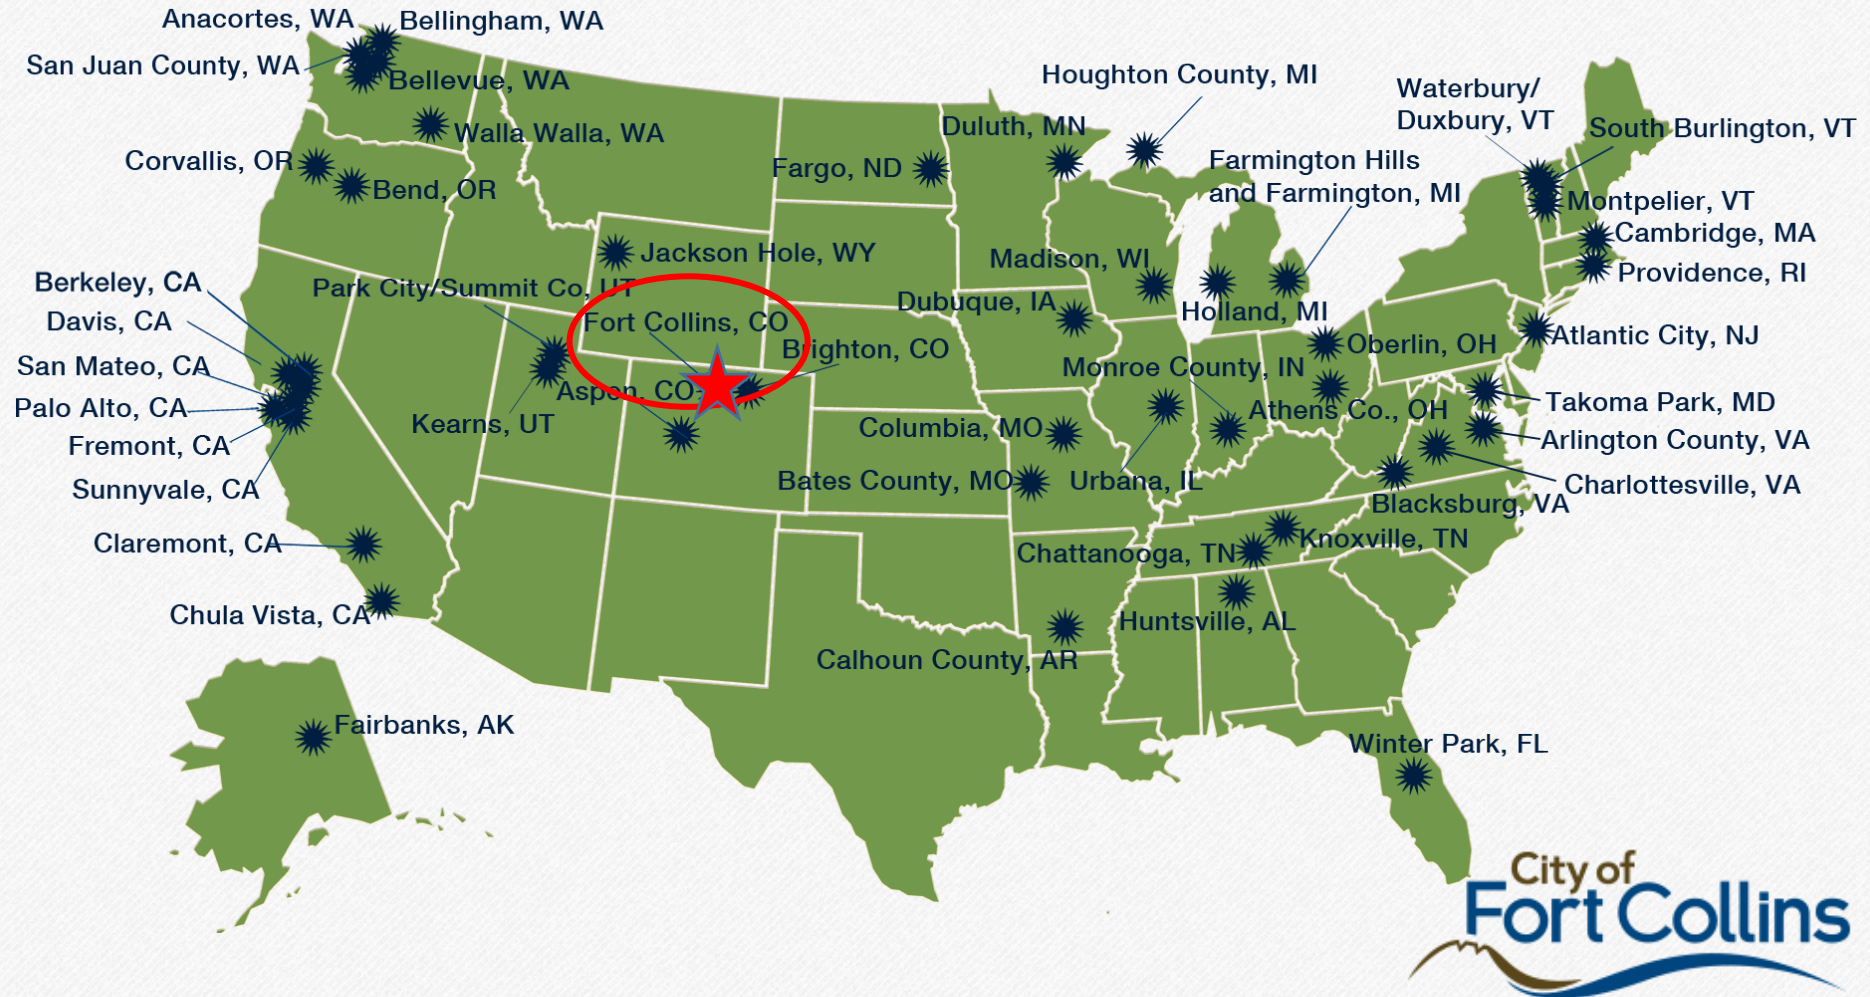 Anacortes, WA
Bellingham, WA
San Juan County, WA
Bellevue, WA
Walla Walla, WA
Corvallis, OR
Bend, OR
Houghton County, MI
Duluth, MN
Fargo, ND
Waterbury/
Duxbury, VT
South Burlington, VT
Farmington Hills
and Farmington, MI
Montpelier, VT
Cambridge, MA
Providence, RI
Jackson Hole, WY
Madison, WI
Berkeley, CA
Park City/Summit Co, UT
Dubuque, IA
Holland, MI
Davis, CA
Fort Collins, CO
Atlantic City, NJ
Brighton, CO
Oberlin, OH
San Mateo, CA
Monroe County, IN
Aspen, CO
Palo Alto, CA
Takoma Park, MD
Athens Co., OH
Kearns, UT
Columbia, MO
Arlington County, VA
Fremont, CA
Sunnyvale, CA
Bates County, MO
Urbana, IL
Charlottesville, VA
Blacksburg, VA
Claremont, CA
Knoxville, TN
Chattanooga, TN
Chula Vista, CA
Huntsville, AL
Calhoun County, AR
Fairbanks, AK
Winter Park, FL
City of
Fort Collins